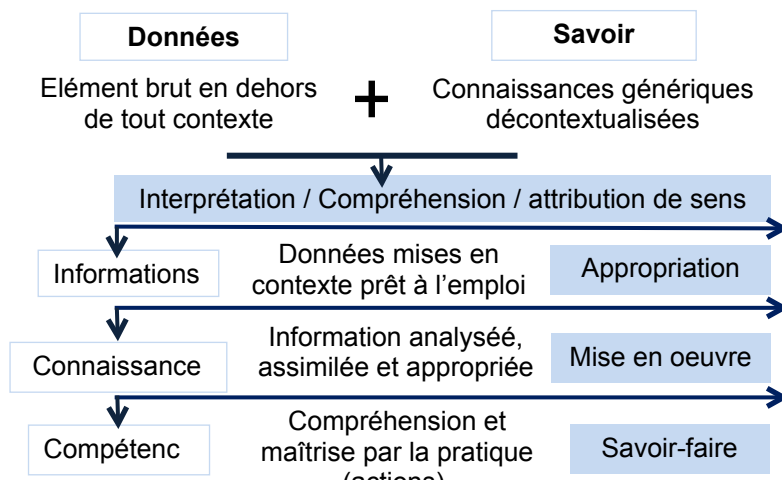 Données
Savoir
Elément brut en dehors
de tout contexte
+
Connaissances génériques
décontextualisées
Interprétation / Compréhension / attribution de sens
Informations
Données mises en
contexte prêt à l’emploi
Appropriation
Connaissance
Information analyséé,
assimilée et appropriée
Mise en oeuvre
Compétenc
Compréhension et
maîtrise par la pratique
(actions)
Savoir-faire